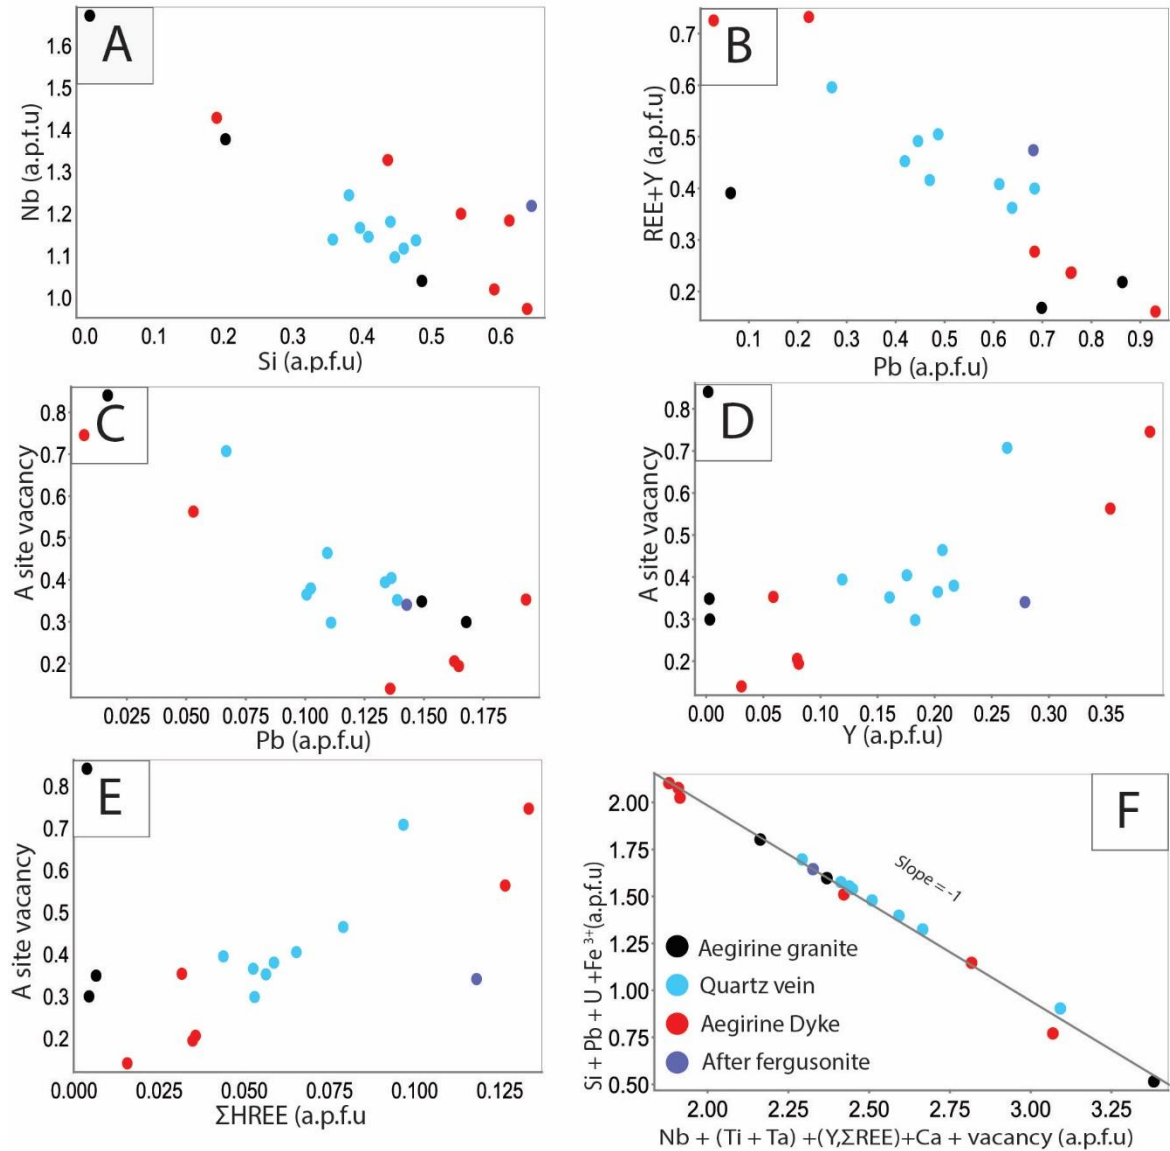 A
1.6
1.5
1.4
1.3
1.2
1.1
1.0
Nb (a.p.f.u)
0.0 0.1 0.2 0.3 0.4 0.5 0.6
Si (a.p.f.u)
B
0.7
0.6
0.5
0.4
0.3
0.2
REE+Y (a.p.f.u)
0.1 0.2 0.3 0.4 0.5 0.6 0.7 0.8 0.9
Pb (a.p.f.u)
C
0.8
0.7
0.6
0.5
0.4
0.3
0.2
A site vacancy
0.025 0.050 0.075 0.100 0.125 0.150 0.175
Pb (a.p.f.u)
D
0.8
0.7
0.6
0.5
0.4
0.3
0.2
A site vacancy
0.00 0.05 0.10 0.15 0.20 0.25 0.30 0.35
Y (a.p.f.u)
E
0.8
0.7
0.6
0.5
0.4
0.3
0.2
A site vacancy
0.000 0.025 0.050 0.075 0.100 0.125
ΣHREE (a.p.f.u
F
2.00
1.75
1.50
1.25
1.00
0.75
0.50
Si + Pb + U +Fe ³⁺(a.p.f.u)
Slope = -1
Aegirine granite
Quartz vein
Aegirine Dyke
After fergusonite
2.00 2.25 2.50 2.75 3.00 3.25
Nb + (Ti + Ta) +(Y,ΣREE)+Ca + vacancy (a.p.f.u)